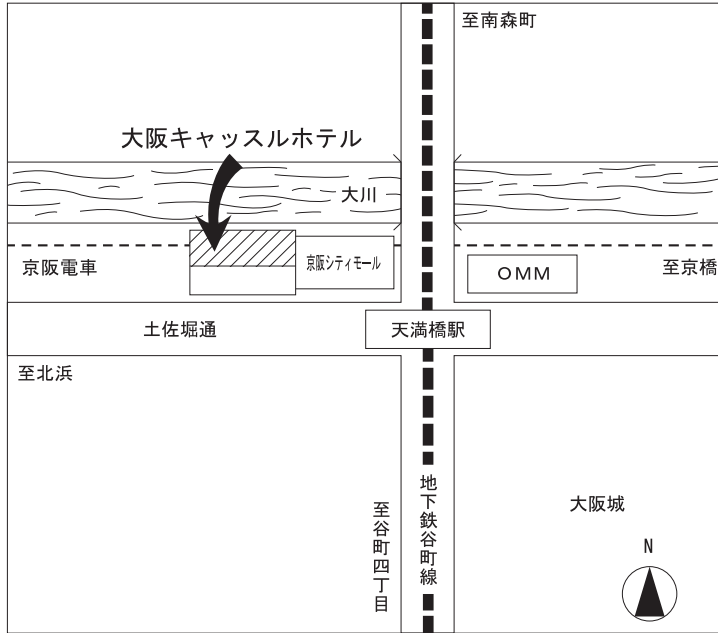 至南森町
大阪キャッスルホテル
大川
京阪電車
京阪シティモール
OMM
至京橋
土佐堀通
天満橋駅
至北浜
地下鉄谷町線
至谷町四丁目
大阪城
N